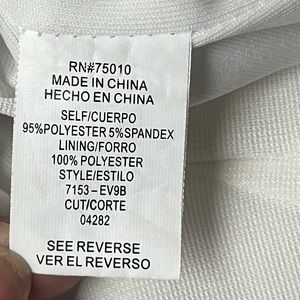 RN#75010
MADE IN CHINA
HECHO EN CHINA
SELF/CUERPO
95%POLYESTER 5%SPANDEX
LINING/FORRO
100% POLYESTER
STYLE/ESTILO
7153-EV9B
CUT/CORTE
04282
SEE REVERSE
VER EL REVERSO